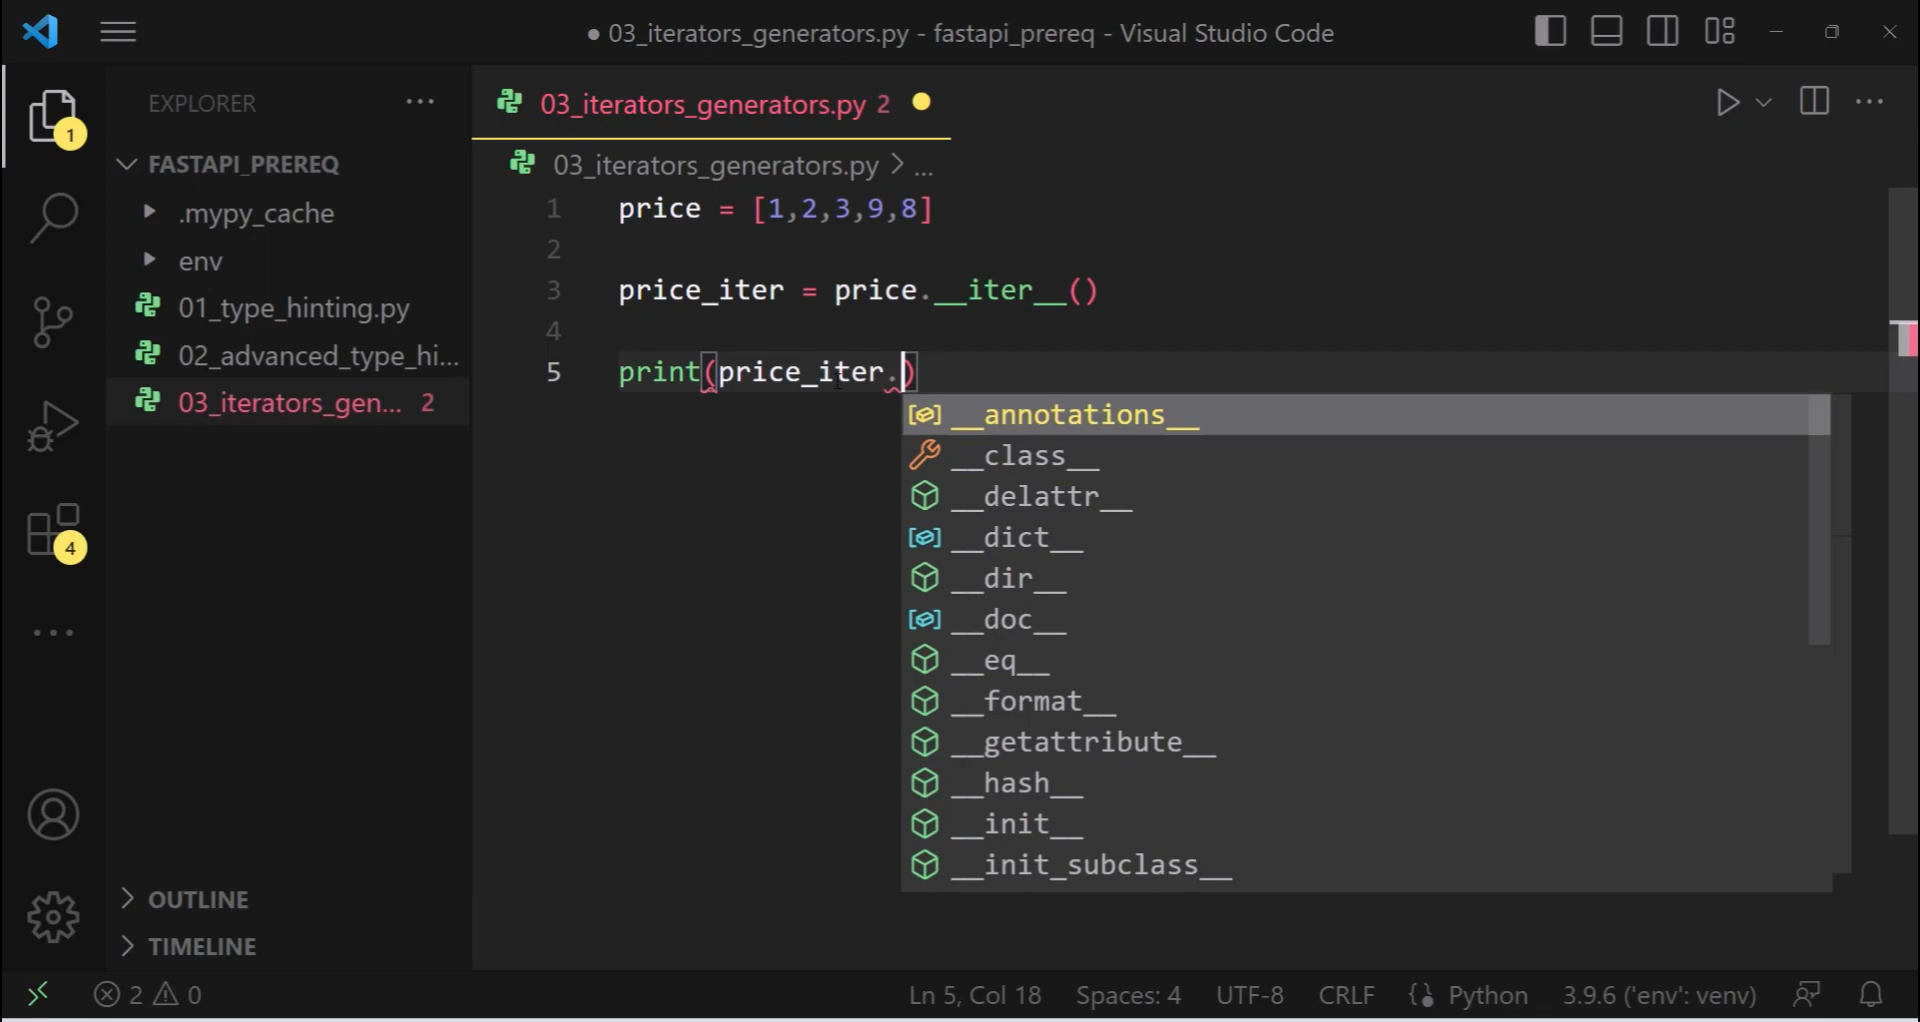 ● 03_iterators_generators.py - fastapi_prereq - Visual Studio Code
EXPLORER
FASTAPI_PREREQ
.mypy_cache
env
01_type_hinting.py
02_advanced_type_hi...
03_iterators_gen... 2
OUTLINE
TIMELINE
1
4
03_iterators_generators.py 2
03_iterators_generators.py > ...
1 price = [1,2,3,9,8]
2
3 price_iter = price.__iter__()
4
5 print(price_iter.)
__annotations__
__class__
__delattr__
__dict__
__dir__
__doc__
__eq__
__format__
__getattribute__
__hash__
__init__
__init_subclass__
2 0
Ln 5, Col 18 Spaces: 4 UTF-8 CRLF Python 3.9.6 ('env': venv)